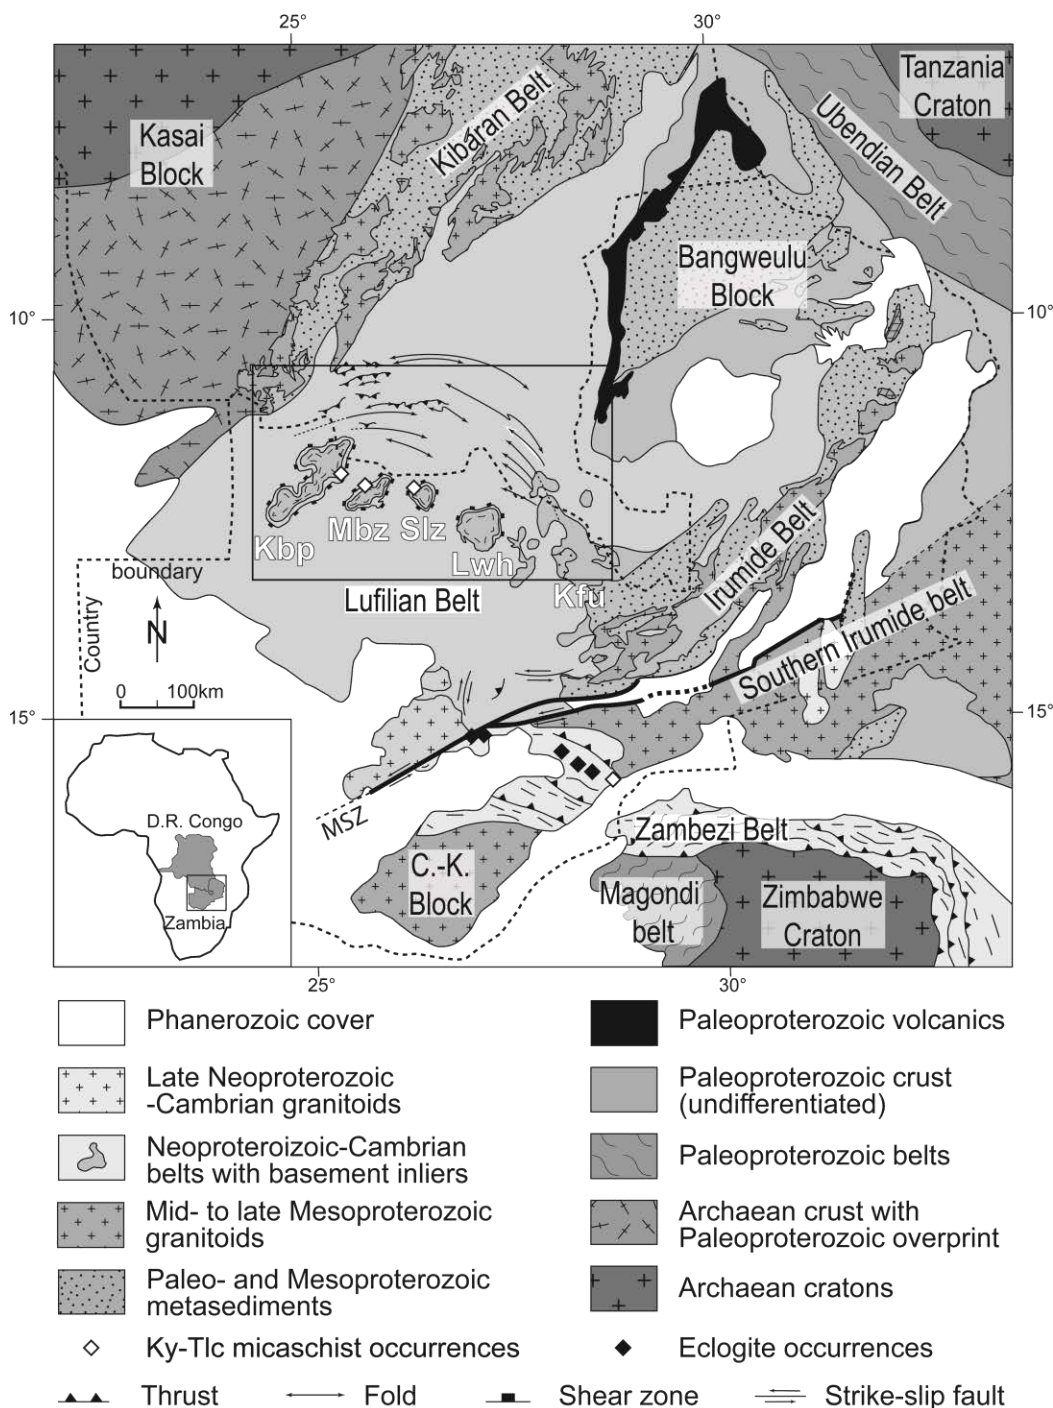 25°
30°
Kasai
Block
Kibaran Belt
Tanzania
Craton
Ubendian Belt
Bangweulu
Block
10°
10°
Kbp
Mbz
Slz
Lwh
Kfu
Lufilian Belt
Irumide Belt
Southern Irumide belt
boundary
Country
N
0
100km
15°
15°
MSZ
D.R. Congo
Zambia
C.-K.
Block
Zambezi Belt
Magondi
belt
Zimbabwe
Craton
25°
30°
Phanerozoic cover
Late Neoproterozoic
-Cambrian granitoids
Neoproteroizoic-Cambrian
belts with basement inliers
Mid- to late Mesoproterozoic
granitoids
Paleo- and Mesoproterozoic
metasediments
Ky-Tlc micaschist occurrences
Paleoproterozoic volcanics
Paleoproterozoic crust
(undifferentiated)
Paleoproterozoic belts
Archaean crust with
Paleoproterozoic overprint
Archaean cratons
Eclogite occurrences
Thrust
Fold
Shear zone
Strike-slip fault